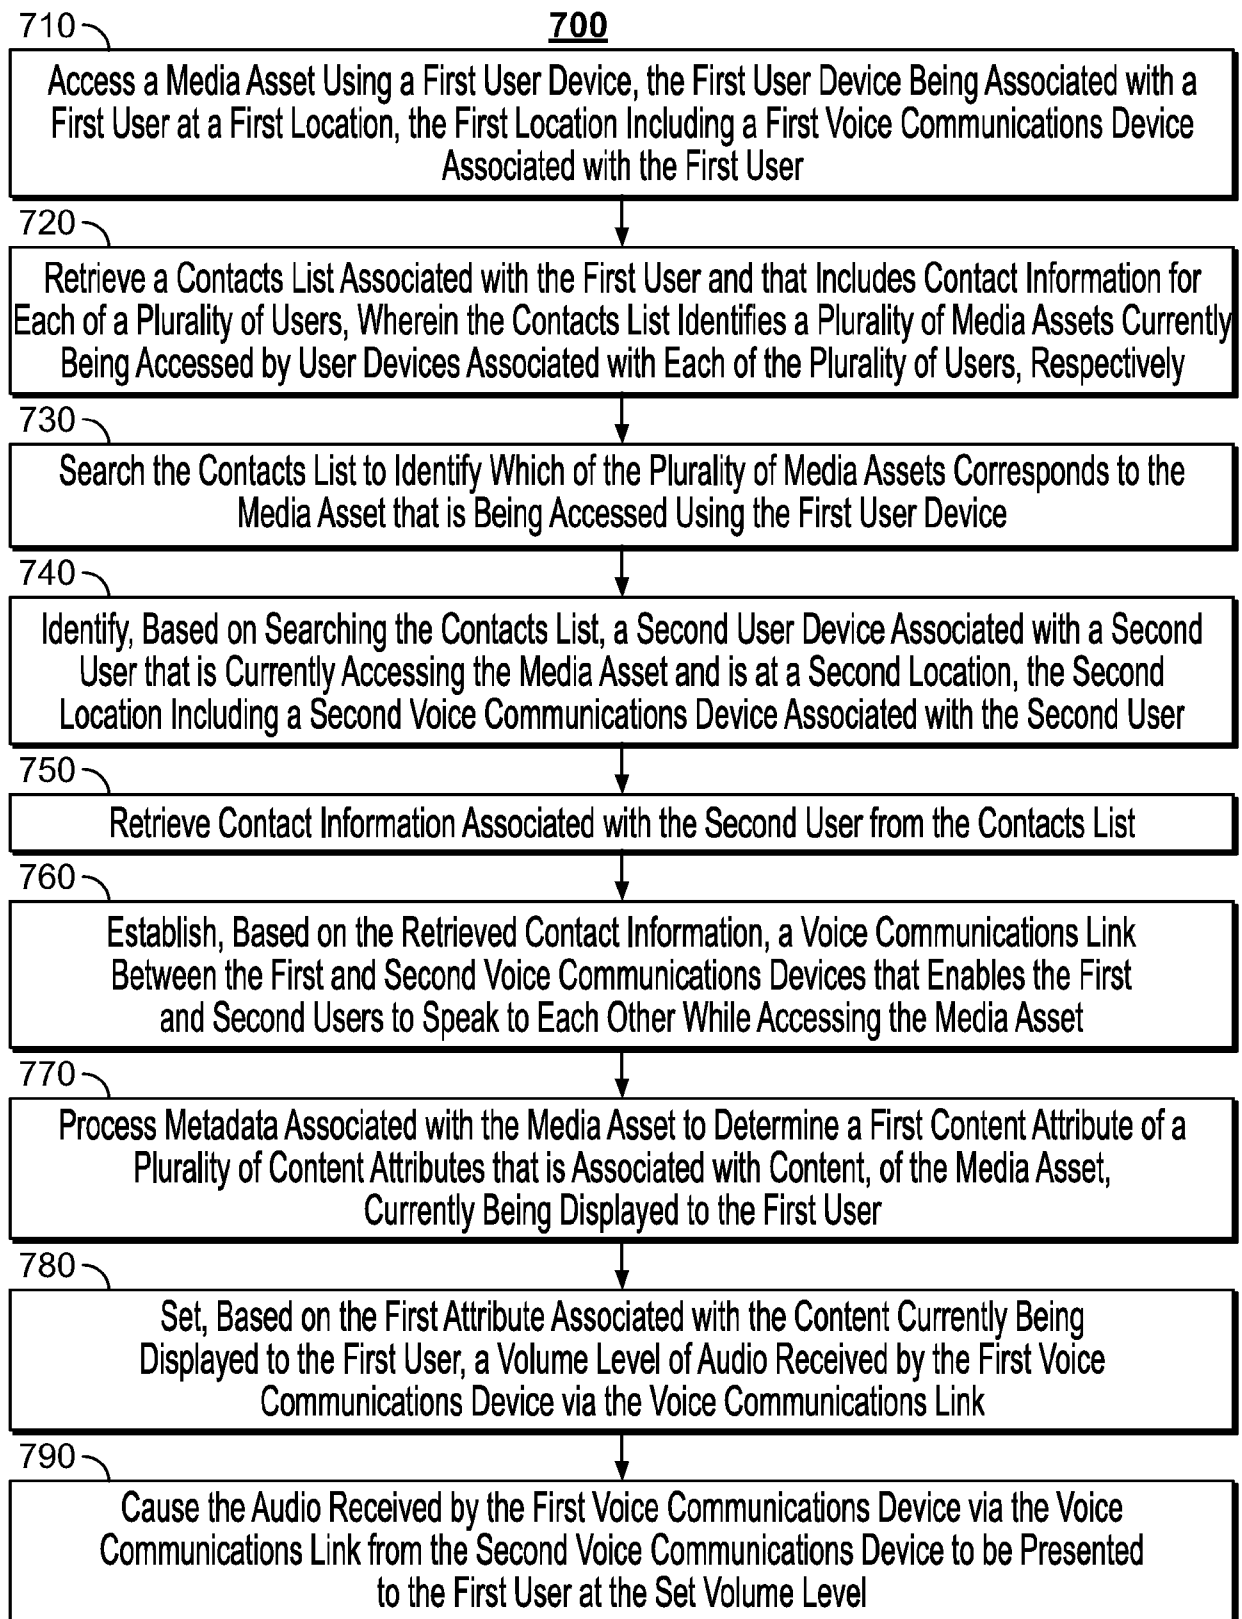 710
700
Access a Media Asset Using a First User Device, the First User Device Being Associated with a
First User at a First Location, the First Location Including a First Voice Communications Device
Associated with the First User
720
Retrieve a Contacts List Associated with the First User and that Includes Contact Information for
Each of a Plurality of Users, Wherein the Contacts List Identifies a Plurality of Media Assets Currently
Being Accessed by User Devices Associated with Each of the Plurality of Users, Respectively
730
Search the Contacts List to Identify Which of the Plurality of Media Assets Corresponds to the
Media Asset that is Being Accessed Using the First User Device
740
Identify, Based on Searching the Contacts List, a Second User Device Associated with a Second
User that is Currently Accessing the Media Asset and is at a Second Location, the Second
Location Including a Second Voice Communications Device Associated with the Second User
750
Retrieve Contact Information Associated with the Second User from the Contacts List
760
Establish, Based on the Retrieved Contact Information, a Voice Communications Link
Between the First and Second Voice Communications Devices that Enables the First
and Second Users to Speak to Each Other While Accessing the Media Asset
770
Process Metadata Associated with the Media Asset to Determine a First Content Attribute of a
Plurality of Content Attributes that is Associated with Content, of the Media Asset,
Currently Being Displayed to the First User
780
Set, Based on the First Attribute Associated with the Content Currently Being
Displayed to the First User, a Volume Level of Audio Received by the First Voice
Communications Device via the Voice Communications Link
790
Cause the Audio Received by the First Voice Communications Device via the Voice
Communications Link from the Second Voice Communications Device to be Presented
to the First User at the Set Volume Level